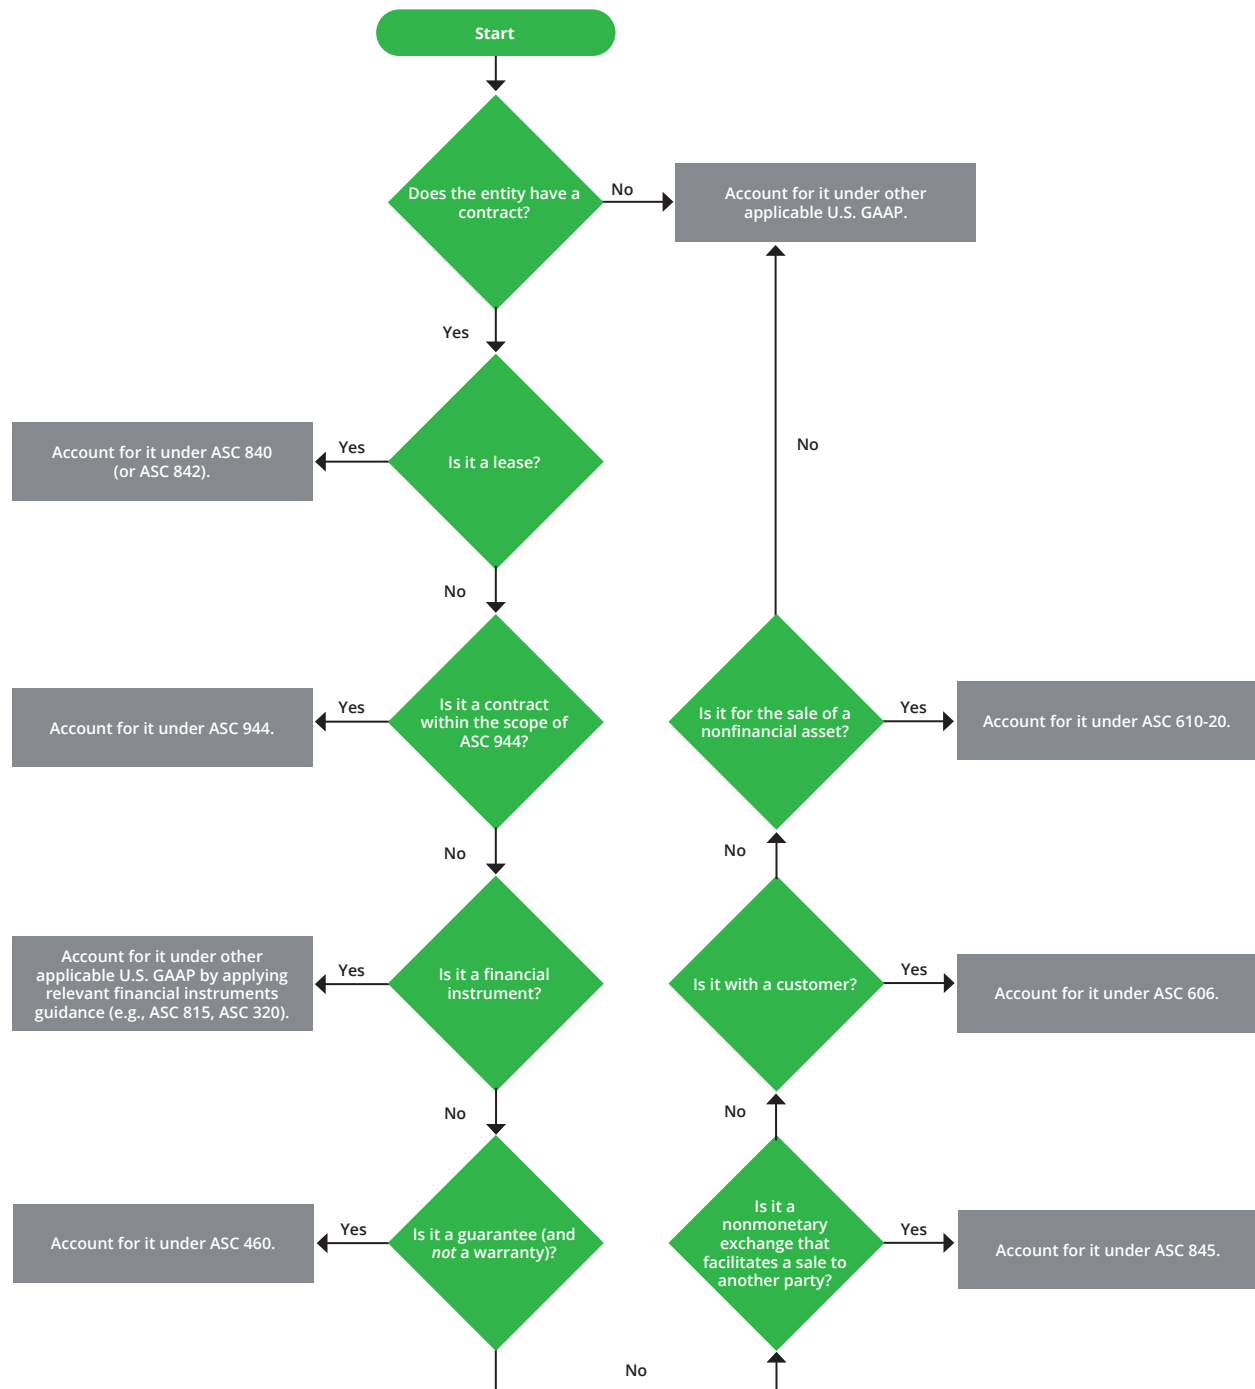 Start
Does the entity have a
contract?
No
Account for it under other
applicable U.S. GAAP.
Yes
Is it a lease?
Yes
Account for it under ASC 840
(or ASC 842).
No
Is it a contract
within the scope of
ASC 944?
Yes
Account for it under ASC 944.
No
Is it a financial
instrument?
Yes
Account for it under other
applicable U.S. GAAP by applying
relevant financial instruments
guidance (e.g., ASC 815, ASC 320).
No
Is it a guarantee (and
not a warranty)?
Yes
Account for it under ASC 460.
No
Is it a
nonmonetary
exchange that
facilitates a sale to
another party?
Yes
Account for it under ASC 845.
No
Is it with a customer?
Yes
Account for it under ASC 606.
No
Is it for the sale of a
nonfinancial asset?
Yes
Account for it under ASC 610-20.
No